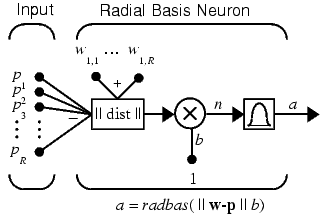 Input Radial Basis Neuron
w1,1 ... w1,R
p
p1
p2
p3
pR
+
−
|| dist ||
n
a
b
1
a = radbas( || w-p || b)